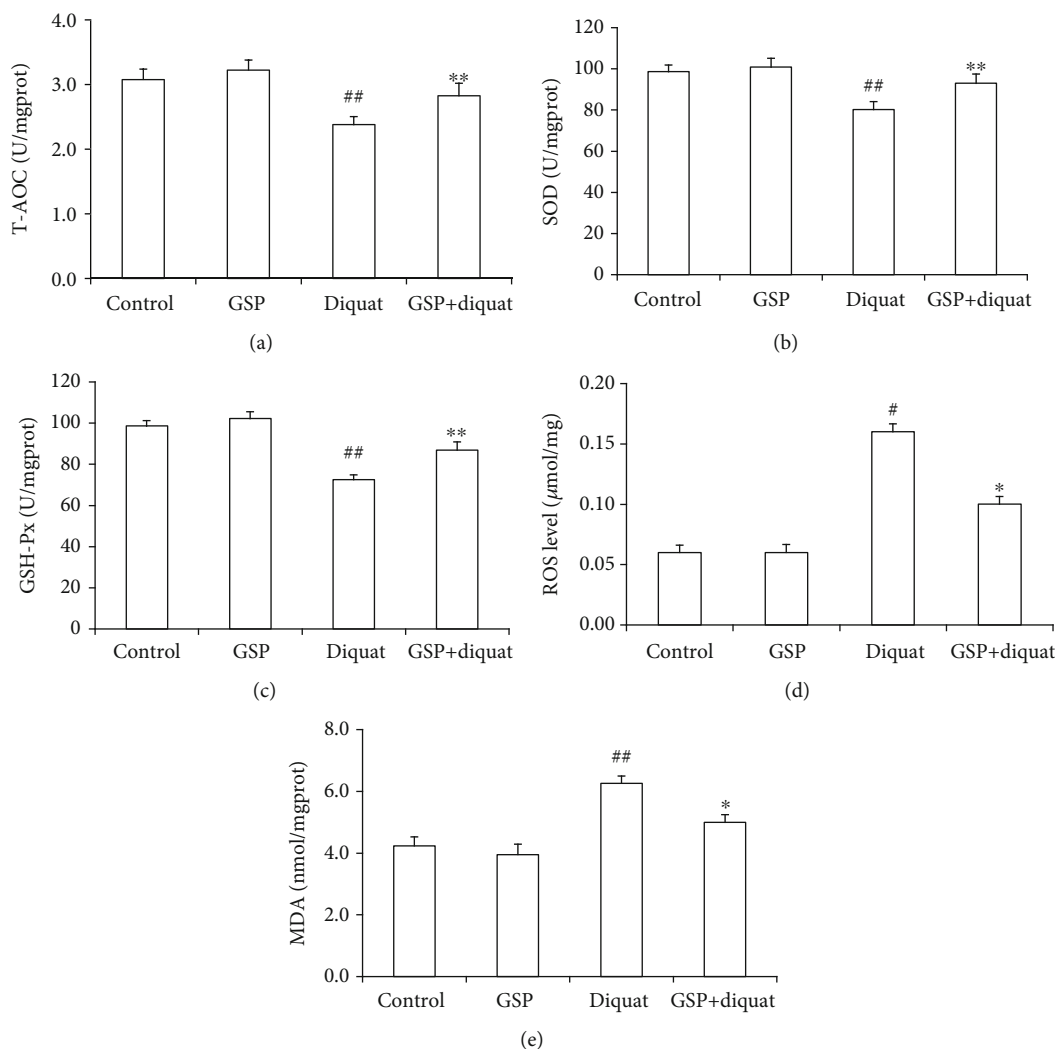 T-AOC (U/mgprot)
4.0
3.0
2.0
1.0
0.0
##
**
Control GSP Diquat GSP+diquat
(a)
SOD (U/mgprot)
120
100
80
60
40
20
0
##
**
Control GSP Diquat GSP+diquat
(b)
GSH-Px (U/mgprot)
120
100
80
60
40
20
0
##
**
Control GSP Diquat GSP+diquat
(c)
ROS level (μmol/mg)
0.20
0.15
0.10
0.05
0.00
#
*
Control GSP Diquat GSP+diquat
(d)
MDA (nmol/mgprot)
8.0
6.0
4.0
2.0
0.0
##
*
Control GSP Diquat GSP+diquat
(e)